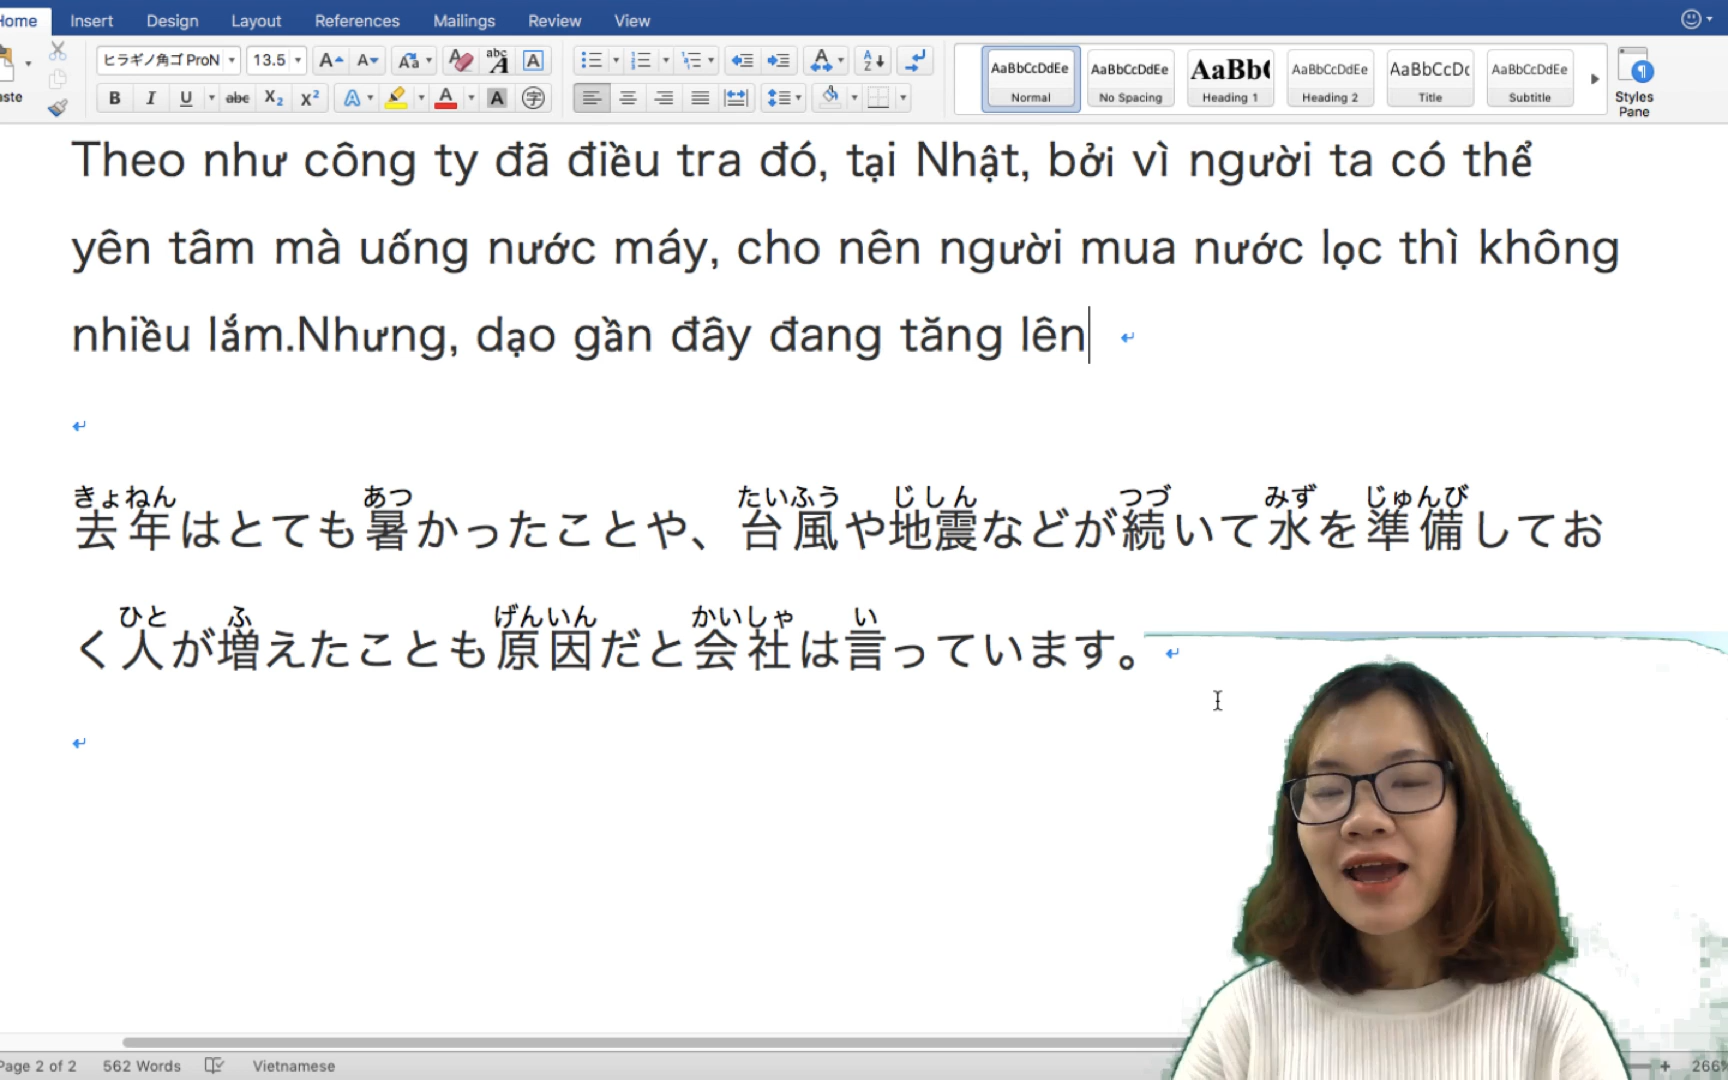 Home Insert Design Layout References Mailings Review View
ヒラギノ角ゴ ProN 13.5
AaBbCcDdEe AaBbCcDdEe AaBb( AaBbCcDdEe AaBbCcDc AaBbCcDdEe
Normal No Spacing Heading 1 Heading 2 Title Subtitle
Styles
Pane
Paste
B I U abc X₂ X² A 字
Theo như công ty đã điều tra đó, tại Nhật, bởi vì người ta có thể
yên tâm mà uống nước máy, cho nên người mua nước lọc thì không
nhiều lắm.Nhưng, dạo gần đây đang tăng lên
きょねん あつ たいふう じしん つづ みず じゅんび
去年はとても暑かったことや、台風や地震などが続いて水を準備してお
ひと ふ げんいん かいしゃ い
く人が増えたことも原因だと会社は言っています。
Page 2 of 2 562 Words Vietnamese 266%